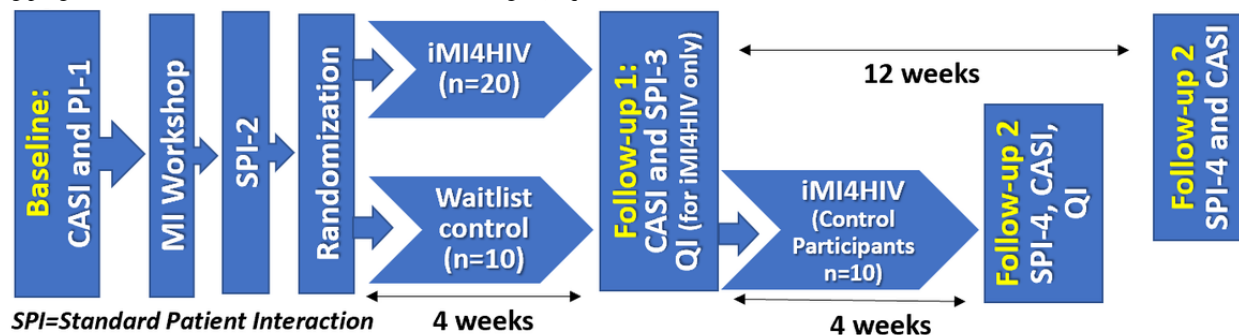 Baseline:
CASI and PI-1
MI Workshop
SPI-2
Randomization
iMI4HIV
(n=20)
Waitlist
control
(n=10)
4 weeks
Follow-up 1:
CASI and SPI-3
QI (for iMI4HIV only)
iMI4HIV
(Control
Participants
n=10)
4 weeks
12 weeks
Follow-up 2
SPI-4, CASI,
QI
Follow-up 2
SPI-4 and CASI
SPI=Standard Patient Interaction